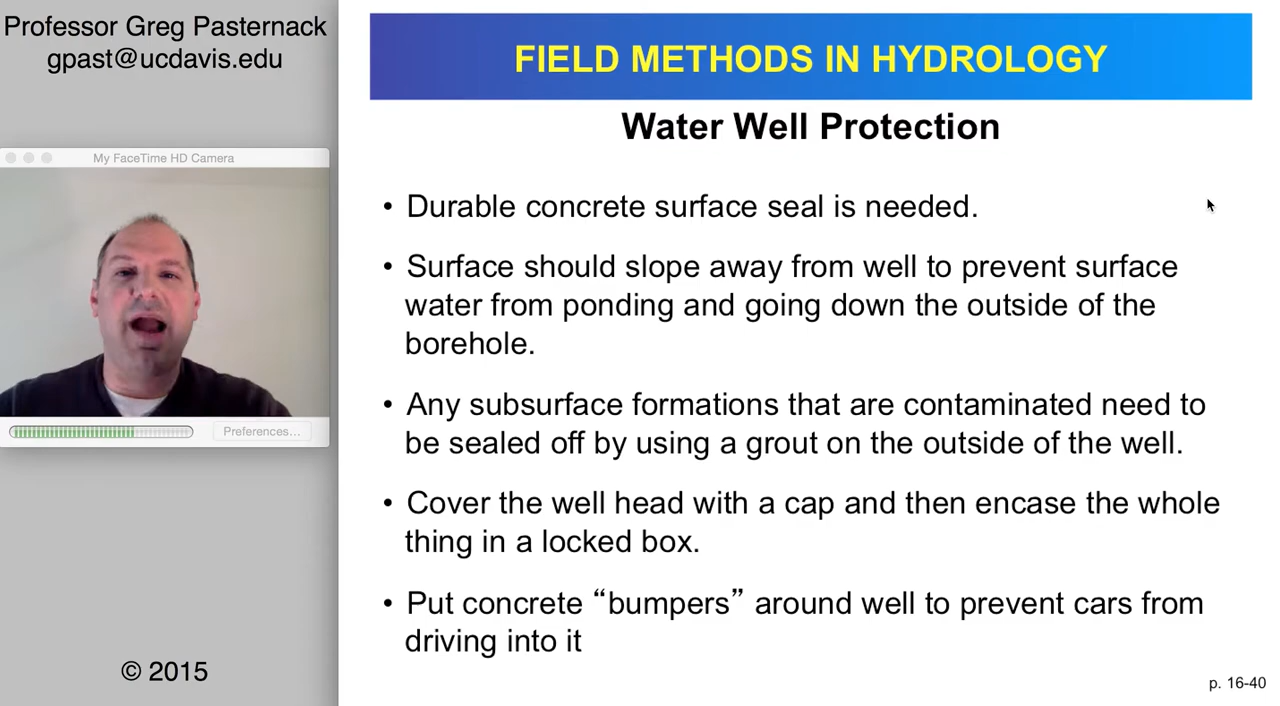 Professor Greg Pasternack
gpast@ucdavis.edu
My FaceTime HD Camera
Preferences...
© 2015
FIELD METHODS IN HYDROLOGY
Water Well Protection
• Durable concrete surface seal is needed.
• Surface should slope away from well to prevent surface
water from ponding and going down the outside of the
borehole.
• Any subsurface formations that are contaminated need to
be sealed off by using a grout on the outside of the well.
• Cover the well head with a cap and then encase the whole
thing in a locked box.
• Put concrete “bumpers” around well to prevent cars from
driving into it
p. 16-40